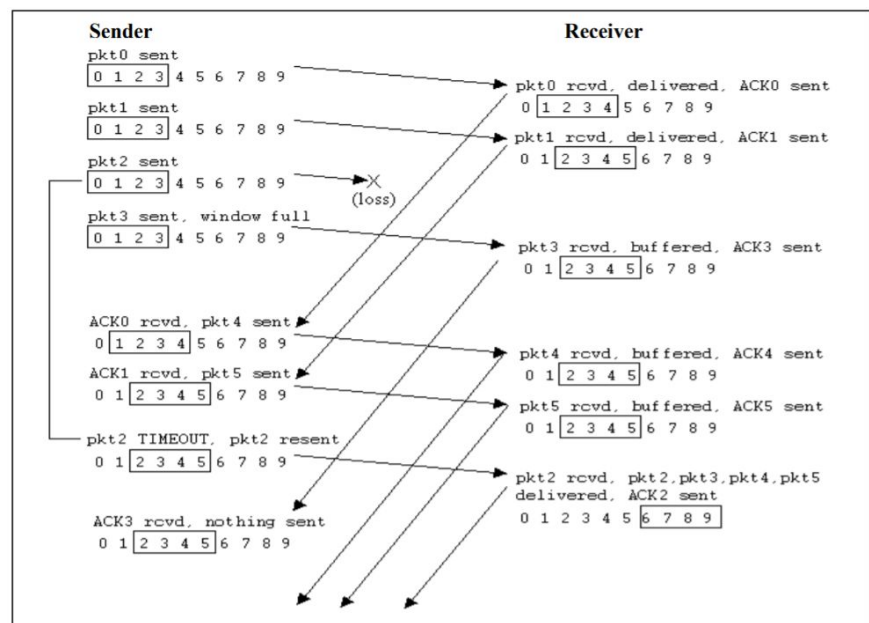 Sender
pkt0 sent
0 1 2 3 4 5 6 7 8 9
pkt1 sent
0 1 2 3 4 5 6 7 8 9
pkt2 sent
0 1 2 3 4 5 6 7 8 9
(loss)
pkt3 sent, window full
0 1 2 3 4 5 6 7 8 9
ACK0 rcvd, pkt4 sent
0 1 2 3 4 5 6 7 8 9
ACK1 rcvd, pkt5 sent
0 1 2 3 4 5 6 7 8 9
pkt2 TIMEOUT, pkt2 resent
0 1 2 3 4 5 6 7 8 9
ACK3 rcvd, nothing sent
0 1 2 3 4 5 6 7 8 9
Receiver
pkt0 rcvd, delivered, ACK0 sent
0 1 2 3 4 5 6 7 8 9
pkt1 rcvd, delivered, ACK1 sent
0 1 2 3 4 5 6 7 8 9
pkt3 rcvd, buffered, ACK3 sent
0 1 2 3 4 5 6 7 8 9
pkt4 rcvd, buffered, ACK4 sent
0 1 2 3 4 5 6 7 8 9
pkt5 rcvd, buffered, ACK5 sent
0 1 2 3 4 5 6 7 8 9
pkt2 rcvd, pkt2,pkt3,pkt4,pkt5
delivered, ACK2 sent
0 1 2 3 4 5 6 7 8 9